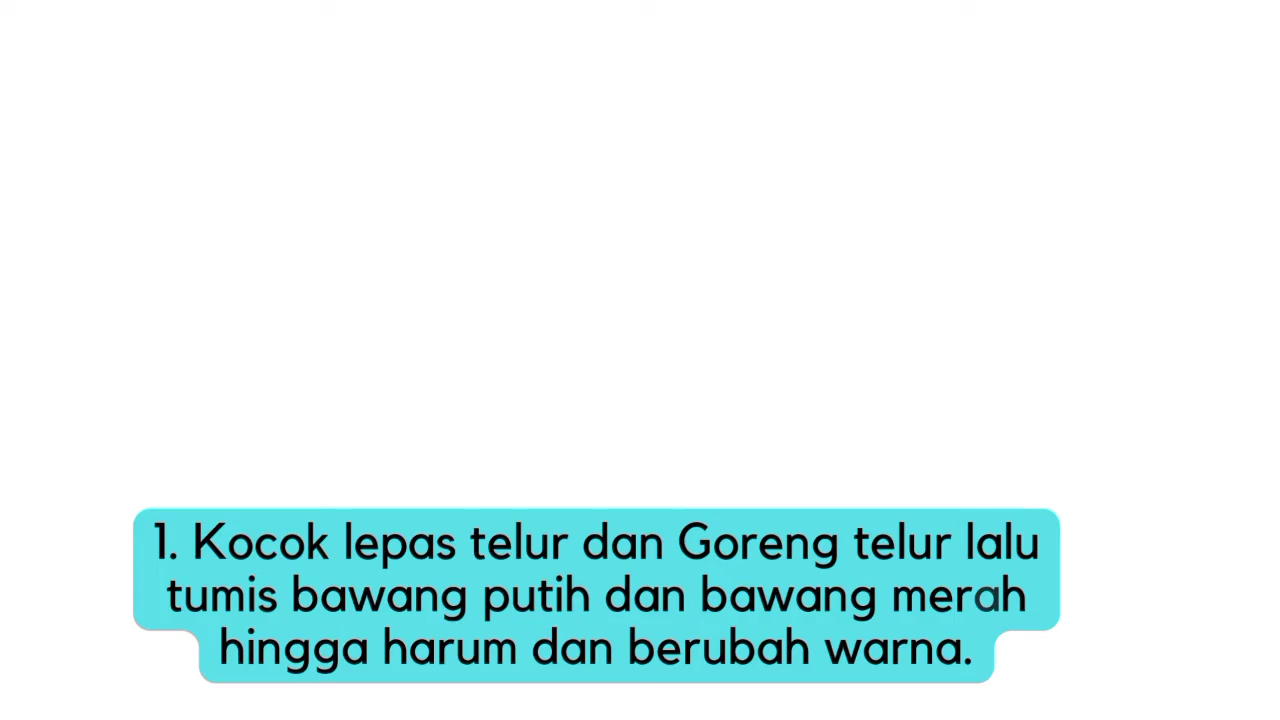 1. Kocok lepas telur dan Goreng telur lalu
tumis bawang putih dan bawang merah
hingga harum dan berubah warna.